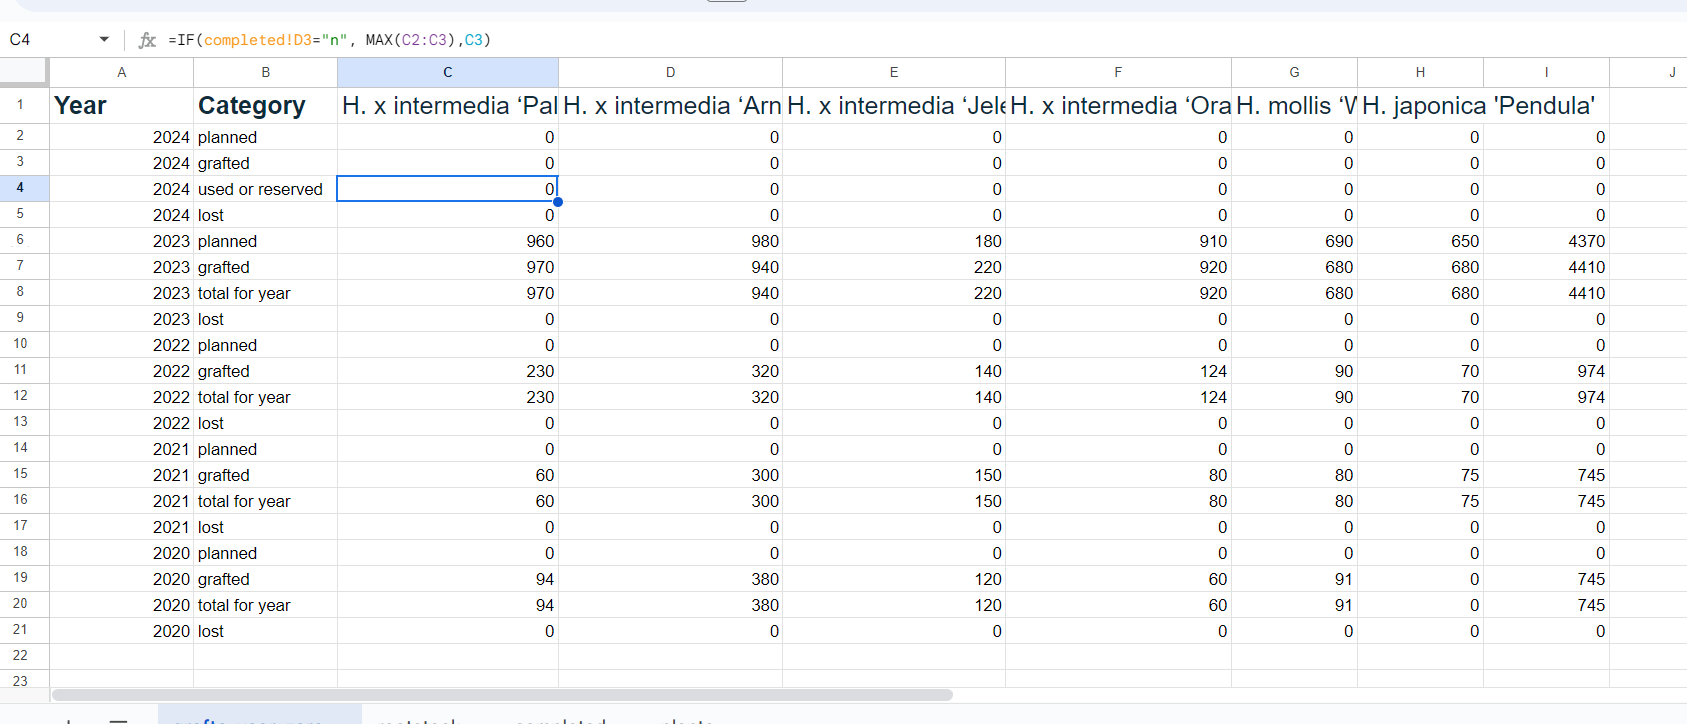 C4 fx =IF(completed!D3="n", MAX(C2:C3),C3)
A B C D E F G H I J
1 Year Category H. x intermedia ‘Pal H. x intermedia ‘Arn H. x intermedia ‘Jele H. x intermedia ‘Ora H. mollis ‘W H. japonica 'Pendula'
2 2024 planned 0 0 0 0 0 0 0
3 2024 grafted 0 0 0 0 0 0 0
4 2024 used or reserved 0 0 0 0 0 0 0
5 2024 lost 0 0 0 0 0 0 0
6 2023 planned 960 980 180 910 690 650 4370
7 2023 grafted 970 940 220 920 680 680 4410
8 2023 total for year 970 940 220 920 680 680 4410
9 2023 lost 0 0 0 0 0 0 0
10 2022 planned 0 0 0 0 0 0 0
11 2022 grafted 230 320 140 124 90 70 974
12 2022 total for year 230 320 140 124 90 70 974
13 2022 lost 0 0 0 0 0 0 0
14 2021 planned 0 0 0 0 0 0 0
15 2021 grafted 60 300 150 80 80 75 745
16 2021 total for year 60 300 150 80 80 75 745
17 2021 lost 0 0 0 0 0 0 0
18 2020 planned 0 0 0 0 0 0 0
19 2020 grafted 94 380 120 60 91 0 745
20 2020 total for year 94 380 120 60 91 0 745
21 2020 lost 0 0 0 0 0 0 0
22
23
completed plants